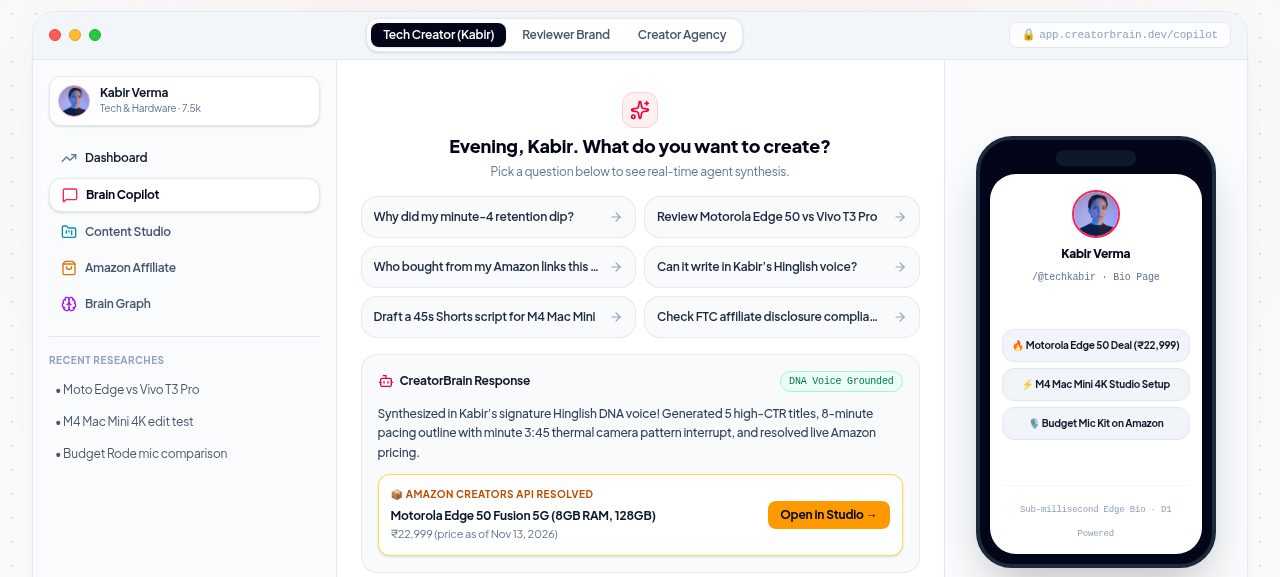 Tech Creator (Kabir)
Reviewer Brand
Creator Agency
🔒 app.creatorbrain.dev/copilot
Kabir Verma
Tech & Hardware · 7.5k
Dashboard
Brain Copilot
Content Studio
Amazon Affiliate
Brain Graph
RECENT RESEARCHES
• Moto Edge vs Vivo T3 Pro
• M4 Mac Mini 4K edit test
• Budget Rode mic comparison
Evening, Kabir. What do you want to create?
Pick a question below to see real-time agent synthesis.
Why did my minute-4 retention dip? →
Review Motorola Edge 50 vs Vivo T3 Pro →
Who bought from my Amazon links this ... →
Can it write in Kabir's Hinglish voice? →
Draft a 45s Shorts script for M4 Mac Mini →
Check FTC affiliate disclosure complia... →
CreatorBrain Response
DNA Voice Grounded
Synthesized in Kabir's signature Hinglish DNA voice! Generated 5 high-CTR titles, 8-minute
pacing outline with minute 3:45 thermal camera pattern interrupt, and resolved live Amazon
pricing.
📦 AMAZON CREATORS API RESOLVED
Motorola Edge 50 Fusion 5G (8GB RAM, 128GB)
₹22,999 (price as of Nov 13, 2026)
Open in Studio →
Kabir Verma
/@techkabir · Bio Page
🔥 Motorola Edge 50 Deal (₹22,999)
⚡ M4 Mac Mini 4K Studio Setup
🎙️ Budget Mic Kit on Amazon
Sub-millisecond Edge Bio · D1
Powered